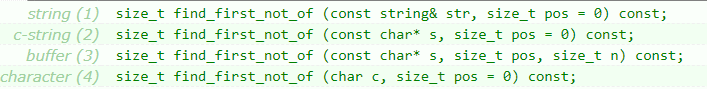 string (1) size_t find_first_not_of (const string& str, size_t pos = 0) const;
c-string (2) size_t find_first_not_of (const char* s, size_t pos = 0) const;
buffer (3) size_t find_first_not_of (const char* s, size_t pos, size_t n) const;
character (4) size_t find_first_not_of (char c, size_t pos = 0) const;